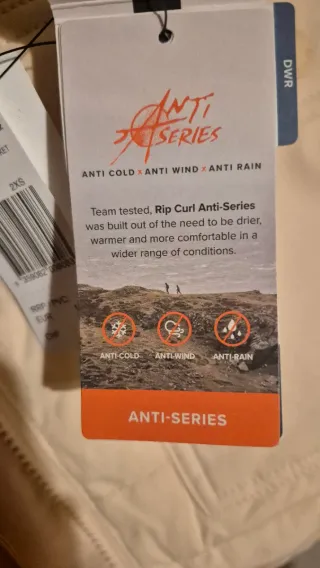 ANTI
SERIES
ANTI COLD x ANTI WIND x ANTI RAIN
Team tested, Rip Curl Anti-Series
was built out of the need to be drier,
warmer and more comfortable in a
wider range of conditions.
ANTI-COLD ANTI-WIND ANTI-RAIN
ANTI-SERIES
DWR
2XS
EUR